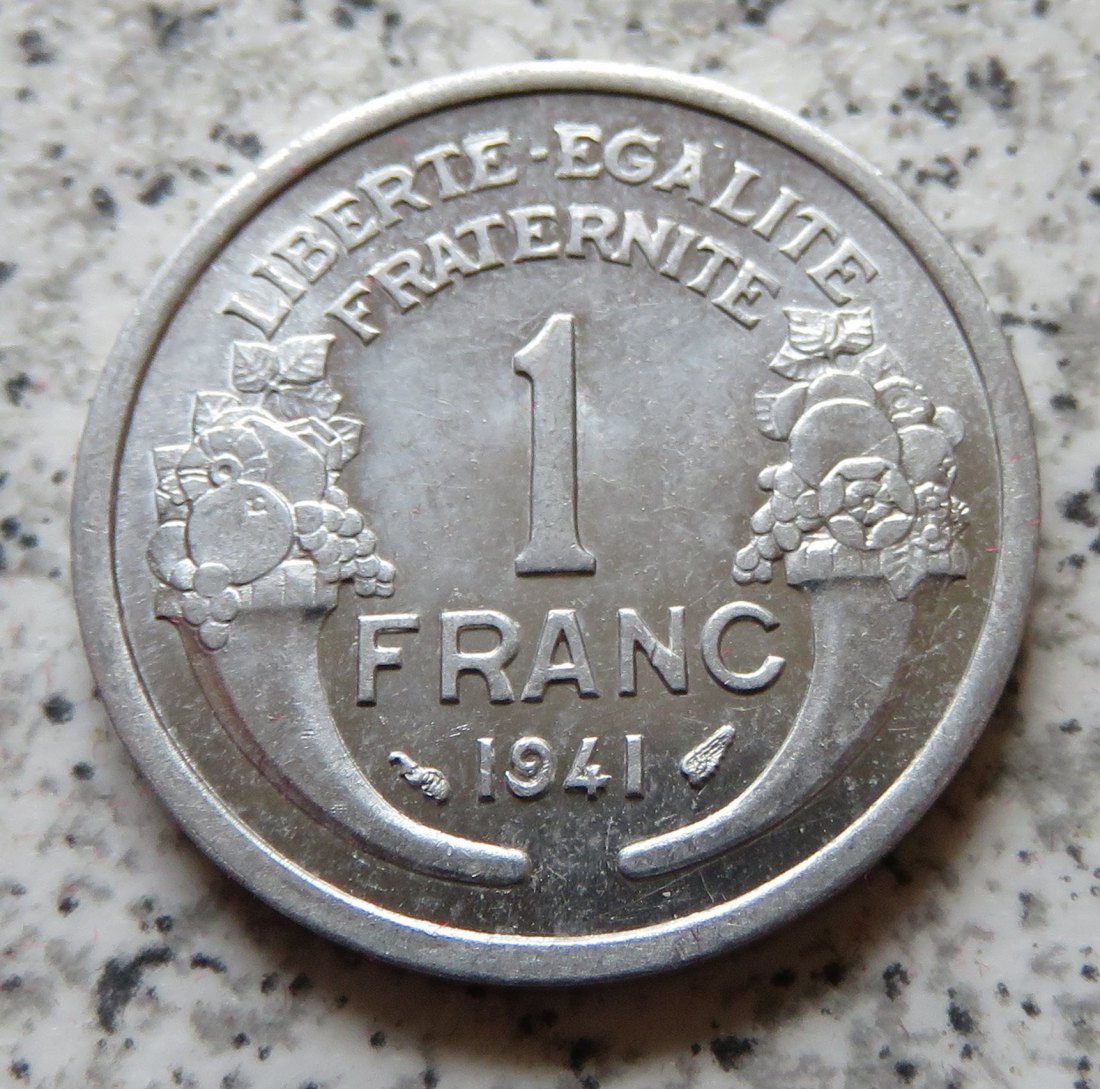 LIBERTE-EGALITE
FRATERNITE
1
FRANC
1941